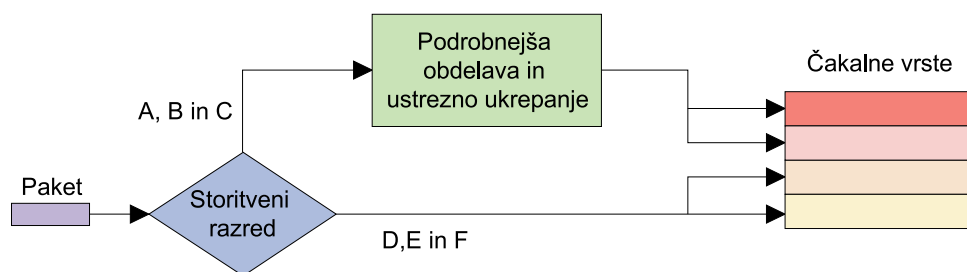 Podrobnejša
obdelava in
ustrezno ukrepanje
Čakalne vrste
A, B in C
Paket
Storitveni
razred
D,E in F